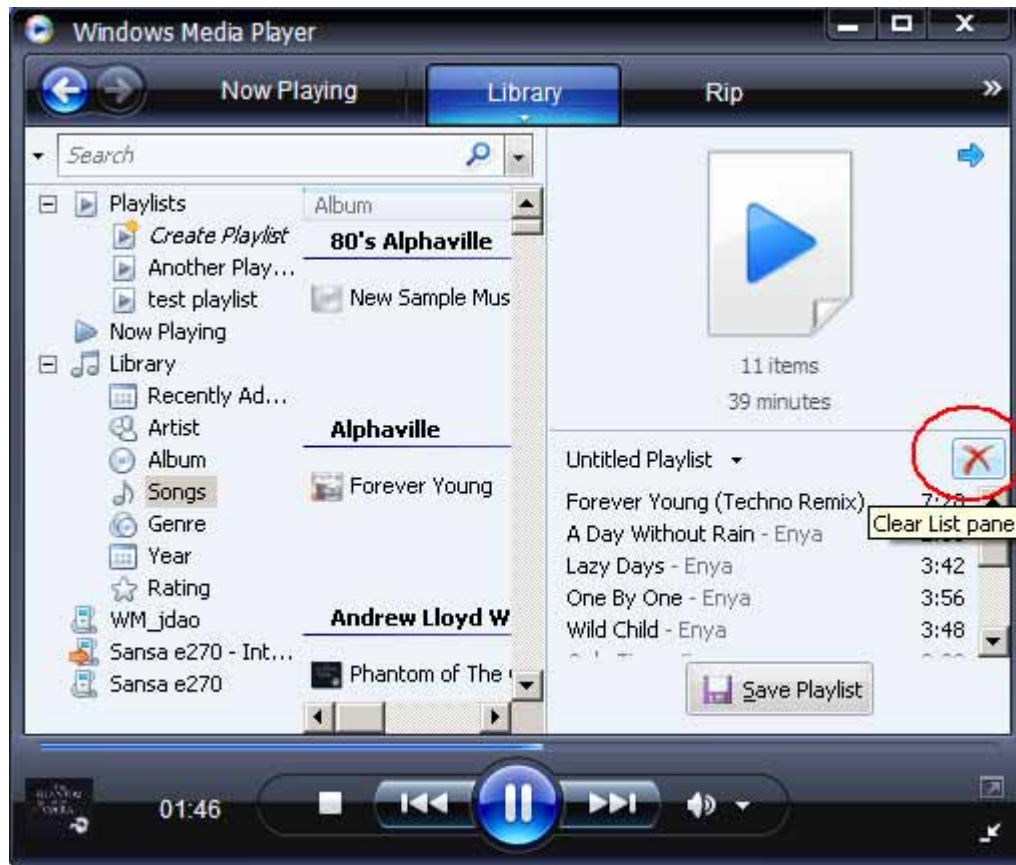 Windows Media Player
Now Playing
Library
Rip
Search
Playlists
Create Playlist
Another Play...
test playlist
Now Playing
Library
Recently Ad...
Artist
Album
Songs
Genre
Year
Rating
WM_jdao
Sansa e270 - Int...
Sansa e270
Album
80's Alphaville
New Sample Mus
Alphaville
Forever Young
Andrew Lloyd W
Phantom of The
11 items
39 minutes
Untitled Playlist
Forever Young (Techno Remix) 7:28
Clear List pane
A Day Without Rain - Enya
Lazy Days - Enya 3:42
One By One - Enya 3:56
Wild Child - Enya 3:48
Save Playlist
01:46